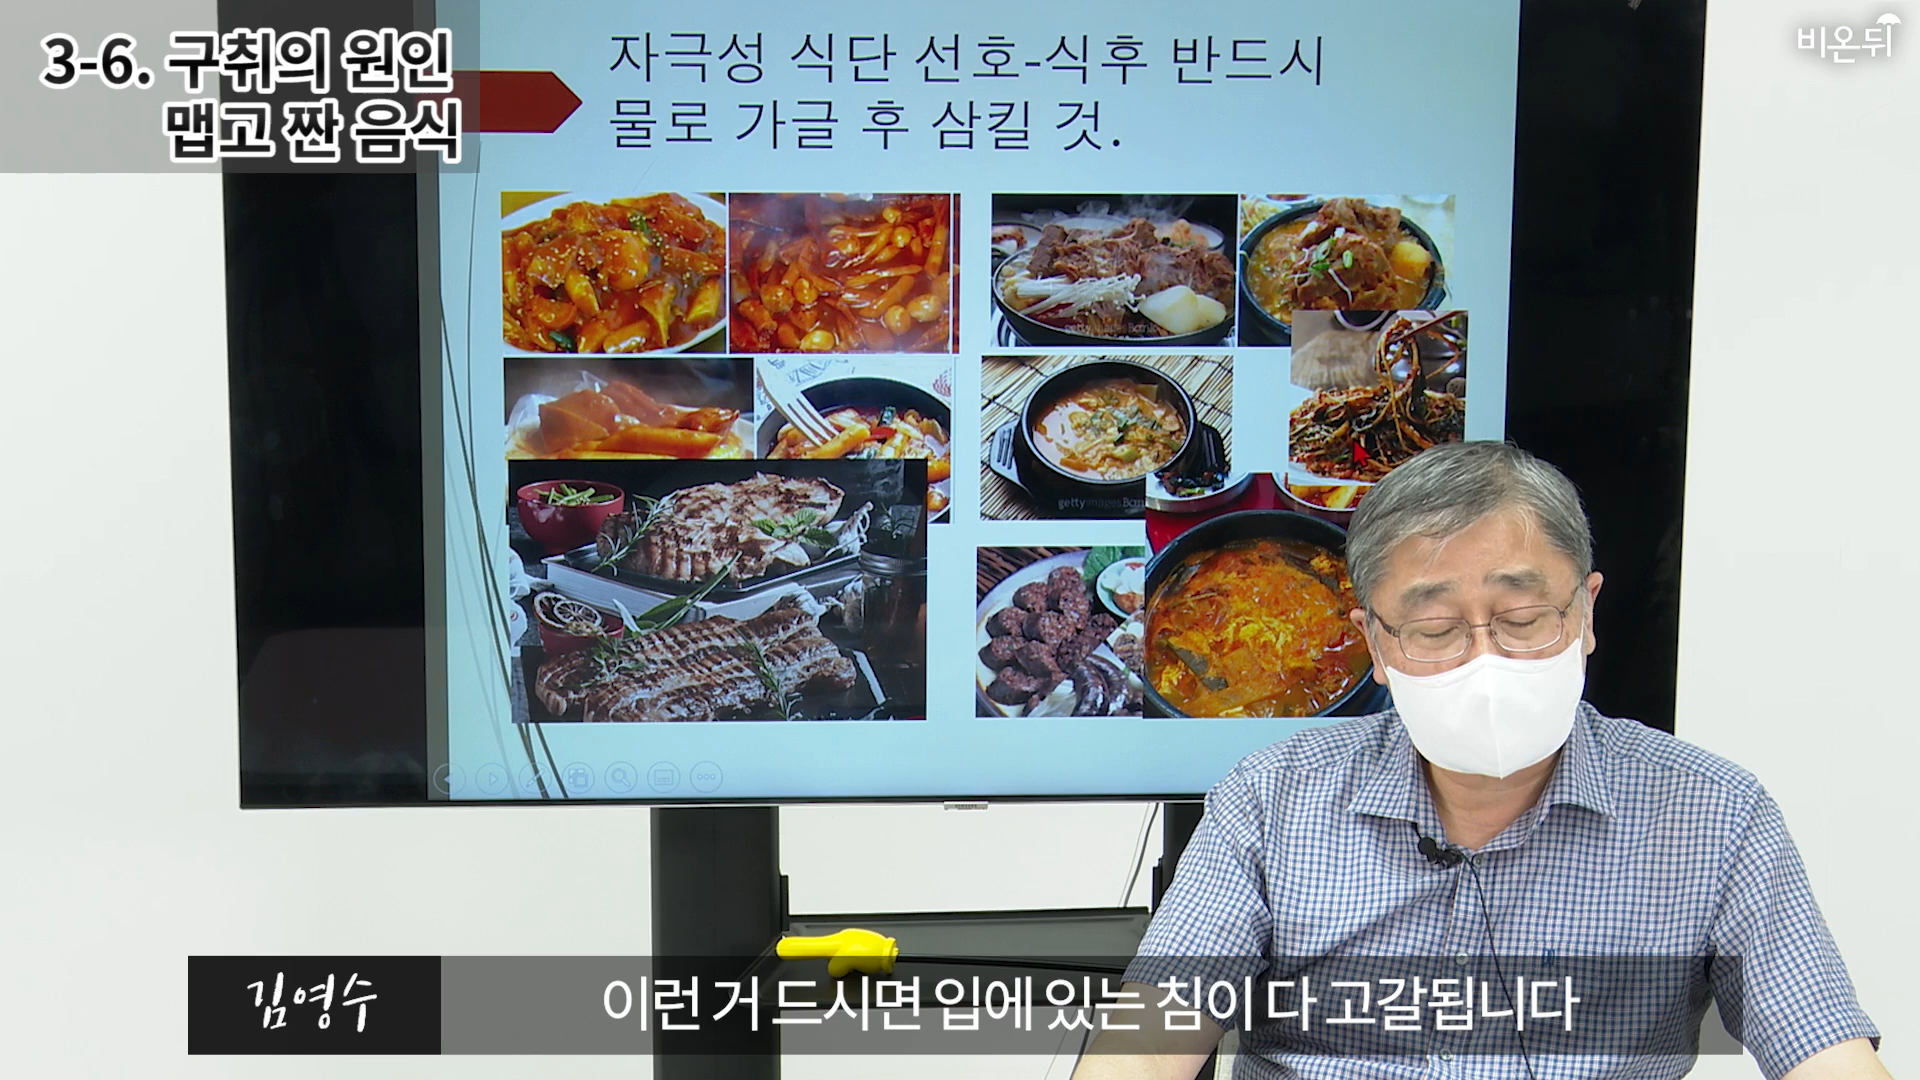 3-6. 구취의 원인
맵고 짠 음식
비온뒤
자극성 식단 선호-식후 반드시
물로 가글 후 삼킬 것.
gettyimagesBank
gettyimagesBank
김영수
이런 거 드시면 입에 있는 침이 다 고갈됩니다